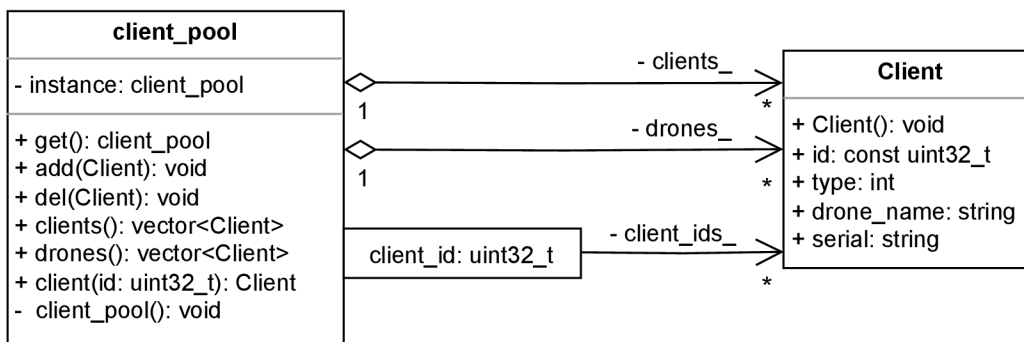 client_pool
- instance: client_pool
+ get(): client_pool
+ add(Client): void
+ del(Client): void
+ clients(): vector<Client>
+ drones(): vector<Client>
+ client(id: uint32_t): Client
- client_pool(): void
- clients_
1
*
- drones_
1
*
client_id: uint32_t
- client_ids_
*
Client
+ Client(): void
+ id: const uint32_t
+ type: int
+ drone_name: string
+ serial: string